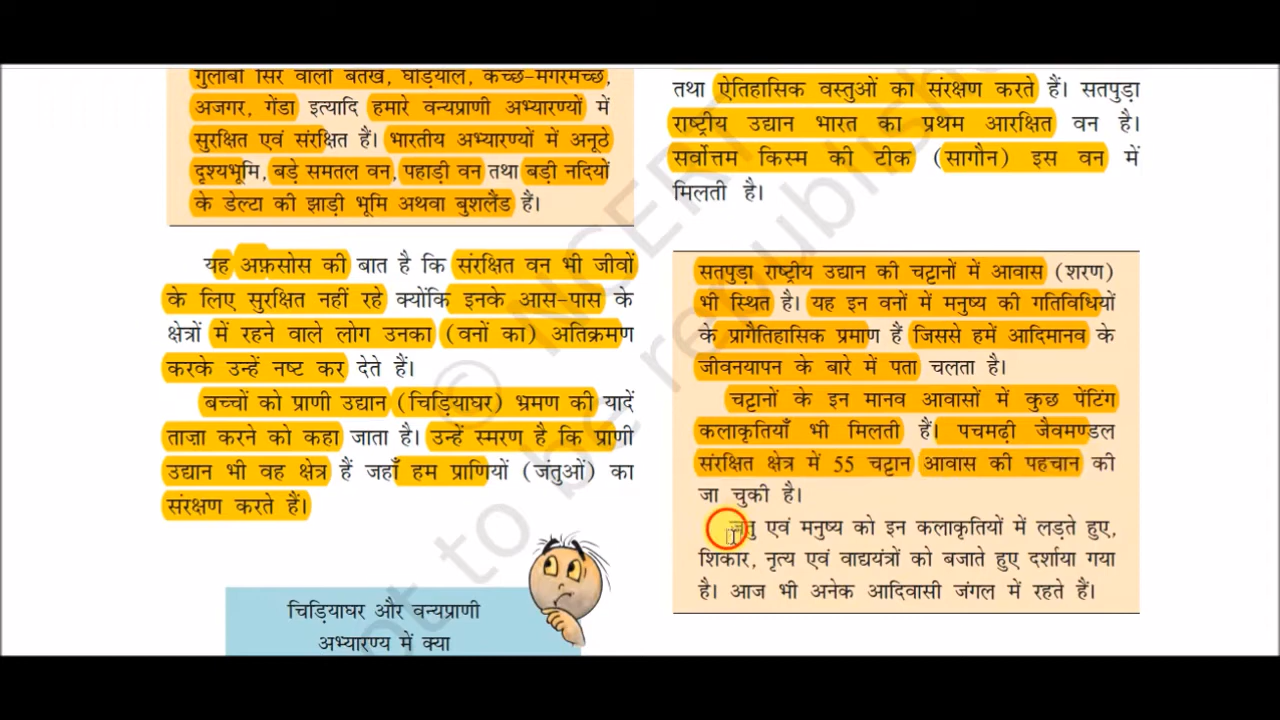 गुलाबी सिर वाली बतख, घड़ियाल, कच्छ-मगरमच्छ,
अजगर, गेंडा इत्यादि हमारे वन्यप्राणी अभ्यारण्यों में
सुरक्षित एवं संरक्षित हैं। भारतीय अभ्यारण्यों में अनूठे
दृश्यभूमि, बड़े समतल वन, पहाड़ी वन तथा बड़ी नदियों
के डेल्टा की झाड़ी भूमि अथवा बुशलैंड हैं।
यह अफ़सोस की बात है कि संरक्षित वन भी जीवों
के लिए सुरक्षित नहीं रहे क्योंकि इनके आस-पास के
क्षेत्रों में रहने वाले लोग उनका (वनों का) अतिक्रमण
करके उन्हें नष्ट कर देते हैं।
बच्चों को प्राणी उद्यान (चिड़ियाघर) भ्रमण की यादें
ताज़ा करने को कहा जाता है। उन्हें स्मरण है कि प्राणी
उद्यान भी वह क्षेत्र हैं जहाँ हम प्राणियों (जंतुओं) का
संरक्षण करते हैं।
चिड़ियाघर और वन्यप्राणी
अभ्यारण्य में क्या
तथा ऐतिहासिक वस्तुओं का संरक्षण करते हैं। सतपुड़ा
राष्ट्रीय उद्यान भारत का प्रथम आरक्षित वन है।
सर्वोत्तम किस्म की टीक (सागौन) इस वन में
मिलती है।
सतपुड़ा राष्ट्रीय उद्यान की चट्टानों में आवास (शरण)
भी स्थित है। यह इन वनों में मनुष्य की गतिविधियों
के प्रागैतिहासिक प्रमाण हैं जिससे हमें आदिमानव के
जीवनयापन के बारे में पता चलता है।
चट्टानों के इन मानव आवासों में कुछ पेंटिंग
कलाकृतियाँ भी मिलती हैं। पचमढ़ी जैवमण्डल
संरक्षित क्षेत्र में 55 चट्टान आवास की पहचान की
जा चुकी है।
जंतु एवं मनुष्य को इन कलाकृतियों में लड़ते हुए,
शिकार, नृत्य एवं वाद्ययंत्रों को बजाते हुए दर्शाया गया
है। आज भी अनेक आदिवासी जंगल में रहते हैं।
© NCERT
not to be republish